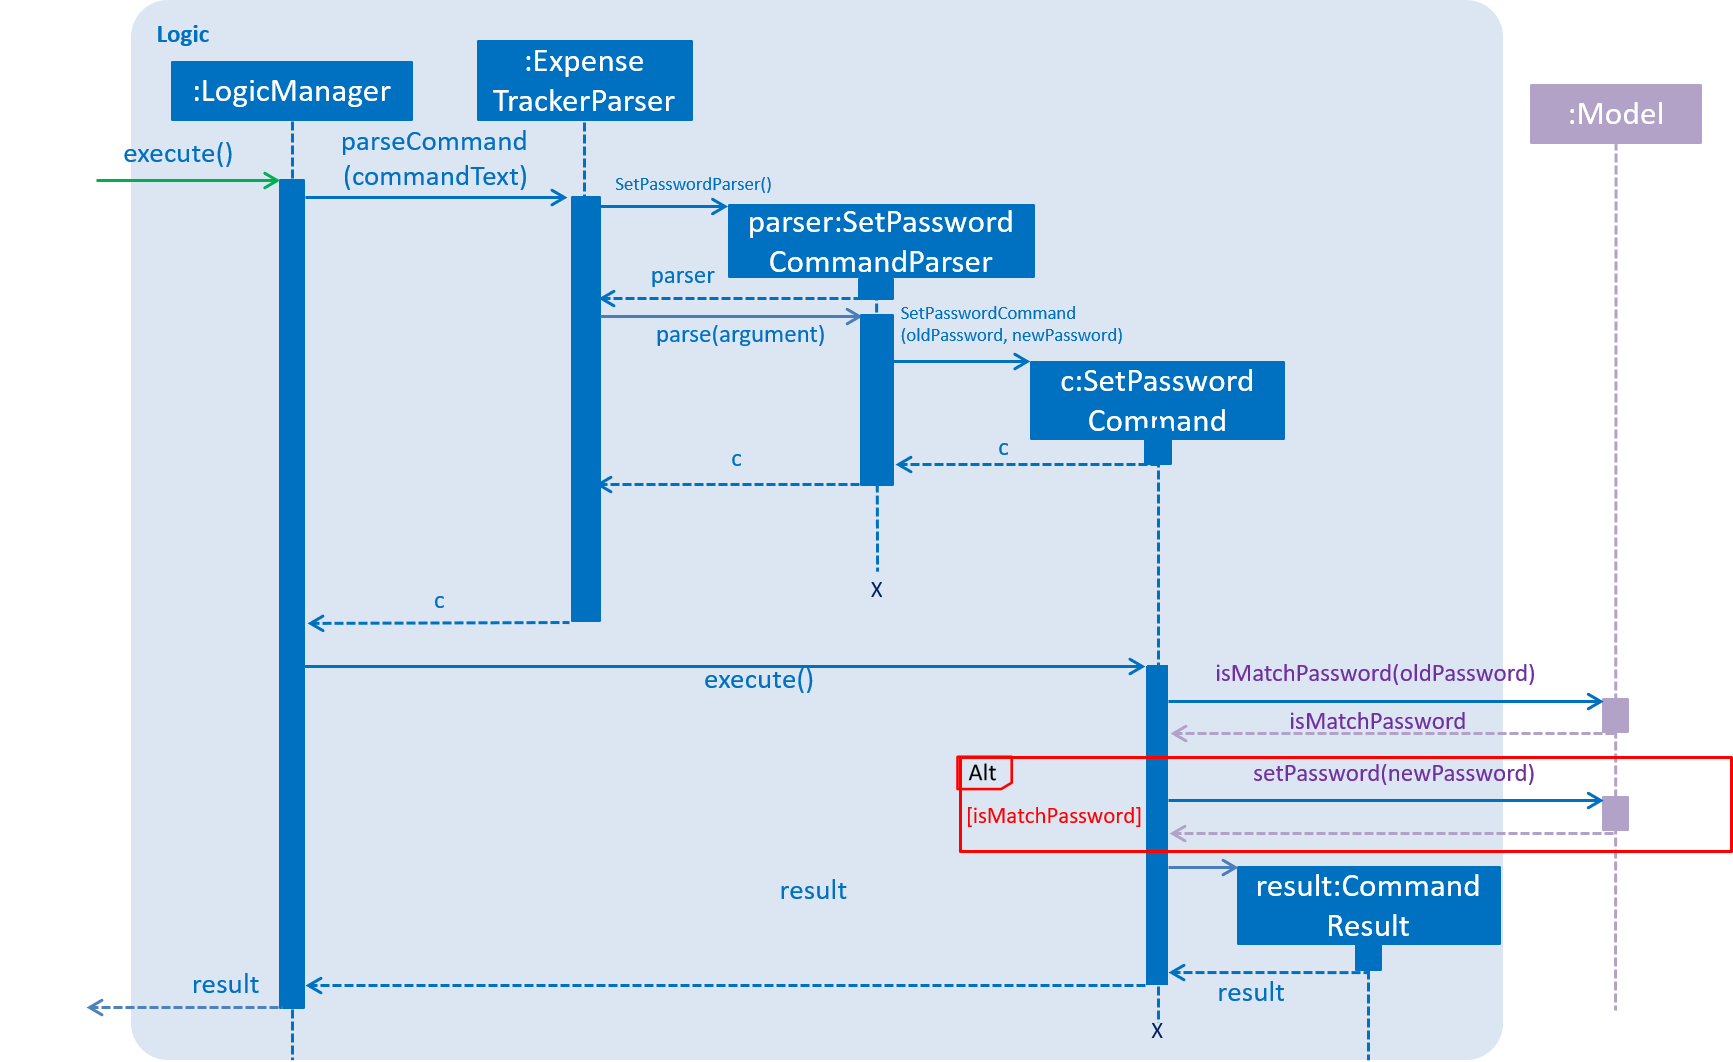 Logic
:LogicManager
:Expense
TrackerParser
:Model
execute()
parseCommand
(commandText)
SetPasswordParser()
parser:SetPassword
CommandParser
parser
parse(argument)
SetPasswordCommand
(oldPassword, newPassword)
c:SetPassword
Command
c
c
X
c
execute()
isMatchPassword(oldPassword)
isMatchPassword
Alt
setPassword(newPassword)
[isMatchPassword]
result
result:Command
Result
result
result
X